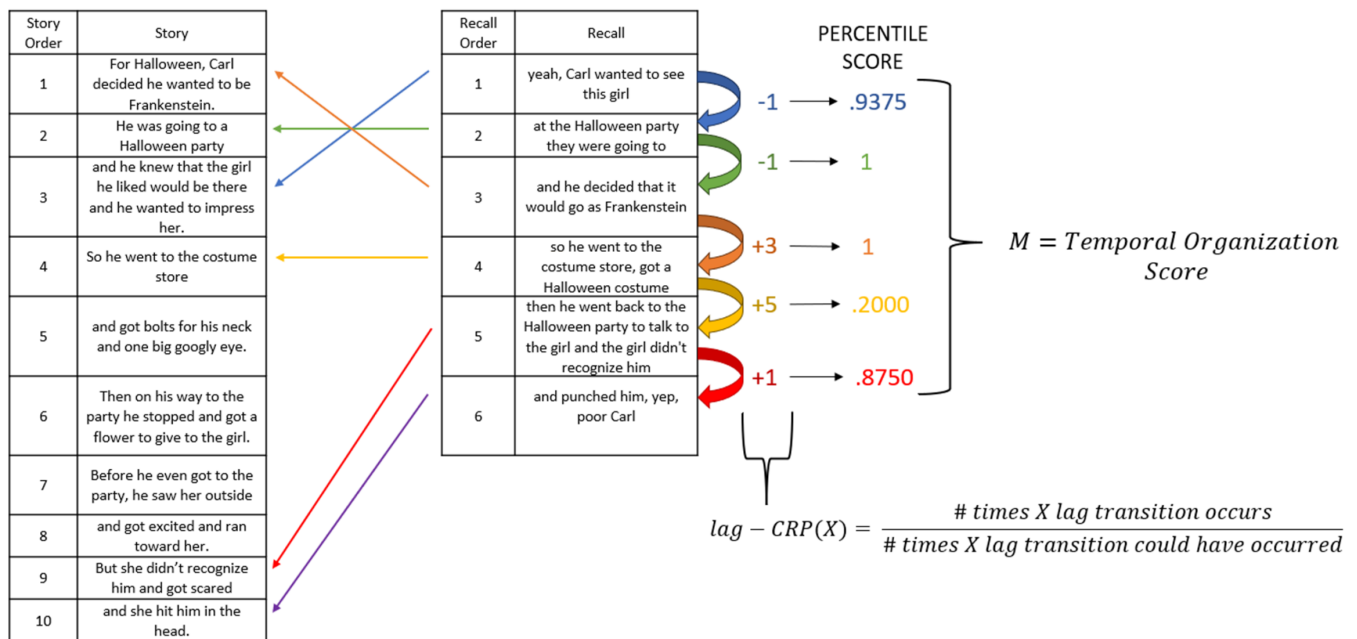 Story
Order
Story
1
For Halloween, Carl
decided he wanted to be
Frankenstein.
2
He was going to a
Halloween party
3
and he knew that the girl
he liked would be there
and he wanted to impress
her.
4
So he went to the costume
store
5
and got bolts for his neck
and one big googly eye.
6
Then on his way to the
party he stopped and got a
flower to give to the girl.
7
Before he even got to the
party, he saw her outside
8
and got excited and ran
toward her.
9
But she didn’t recognize
him and got scared
10
and she hit him in the
head.
Recall
Order
Recall
1
yeah, Carl wanted to see
this girl
2
at the Halloween party
they were going to
3
and he decided that it
would go as Frankenstein
4
so he went to the
costume store, got a
Halloween costume
5
then he went back to the
Halloween party to talk to
the girl and the girl didn't
recognize him
6
and punched him, yep,
poor Carl
PERCENTILE
SCORE
-1 .9375
-1 1
+3 1
+5 .2000
+1 .8750
M = Temporal Organization
Score
lag − CRP(X) = # times X lag transition occurs
# times X lag transition could have occurred